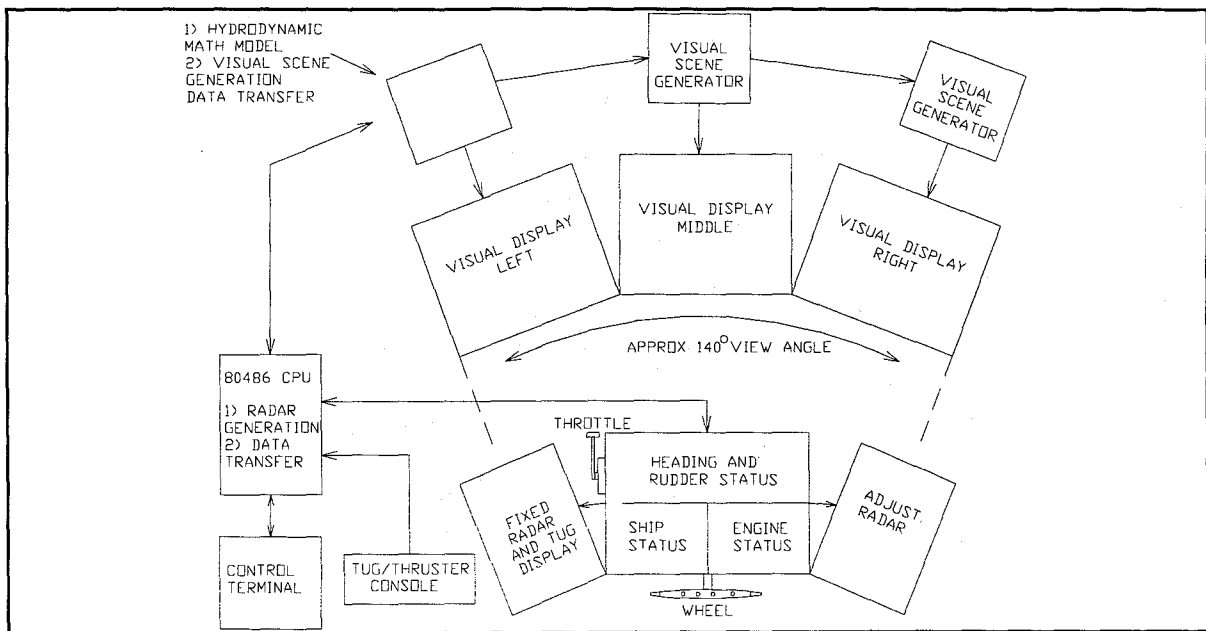 1) HYDRODYNAMIC
MATH MODEL
2) VISUAL SCENE
GENERATION
DATA TRANSFER
VISUAL
SCENE
GENERATOR
VISUAL
SCENE
GENERATOR
VISUAL DISPLAY
LEFT
VISUAL DISPLAY
MIDDLE
VISUAL DISPLAY
RIGHT
APPROX 140° VIEW ANGLE
80486 CPU
1) RADAR
GENERATION
2) DATA
TRANSFER
THROTTLE
HEADING AND
RUDDER STATUS
FIXED
RADAR
AND TUG
DISPLAY
SHIP
STATUS
ENGINE
STATUS
ADJUST.
RADAR
CONTROL
TERMINAL
TUG/THRUSTER
CONSOLE
WHEEL